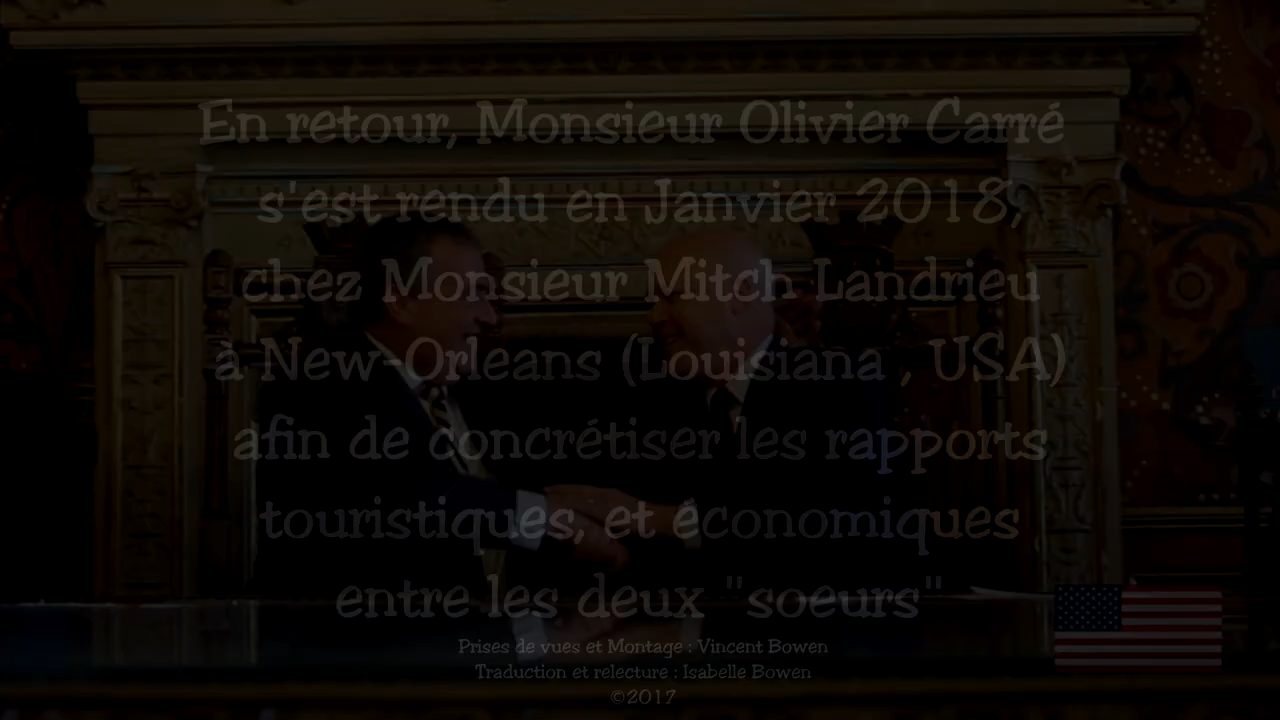 En retour, Monsieur Olivier Carré
s'est rendu en Janvier 2018,
chez Monsieur Mitch Landrieu
à New Orleans (Louisiana , USA)
afin de concrétiser les rapports
touristiques, et économiques
entre les deux "soeurs"
Prises de vues et Montage : Vincent Bowen
Traduction et relecture : Isabelle Bowen
©2017